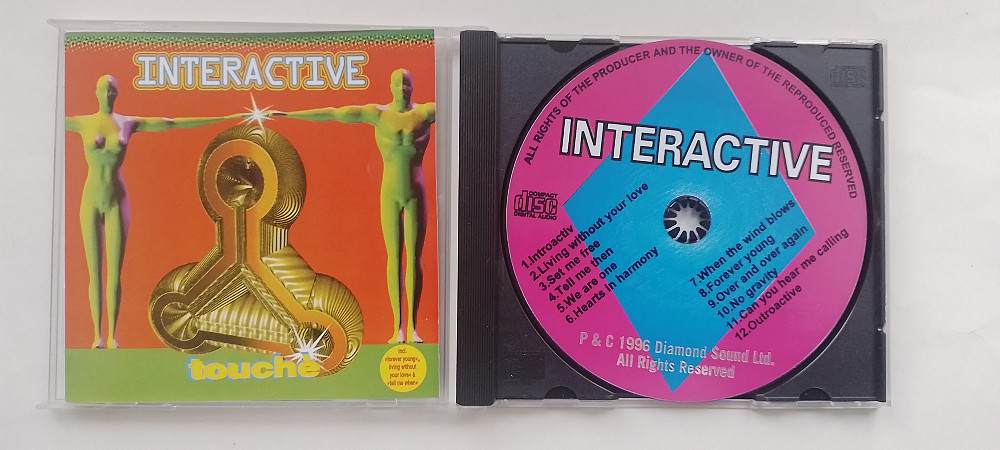 INTERACTIVE
touché
incl.
»forever young«,
living without
your love« &
»tell me when«
ALL RIGHTS OF THE PRODUCER AND THE OWNER OF THE REPRODUCED RESERVED
INTERACTIVE
COMPACT
disc
DIGITAL AUDIO
1.Introactiv
2.Living without your love
3.Set me free
4.Tell me then
5.We are one
6.Hearts in harmony
7.When the wind blows
8.Forever young
9.Over and over again
10.No gravity
11.Can you hear me calling
12.Outroactive
P & C 1996 Diamond Sound Ltd.
All Rights Reserved
disc